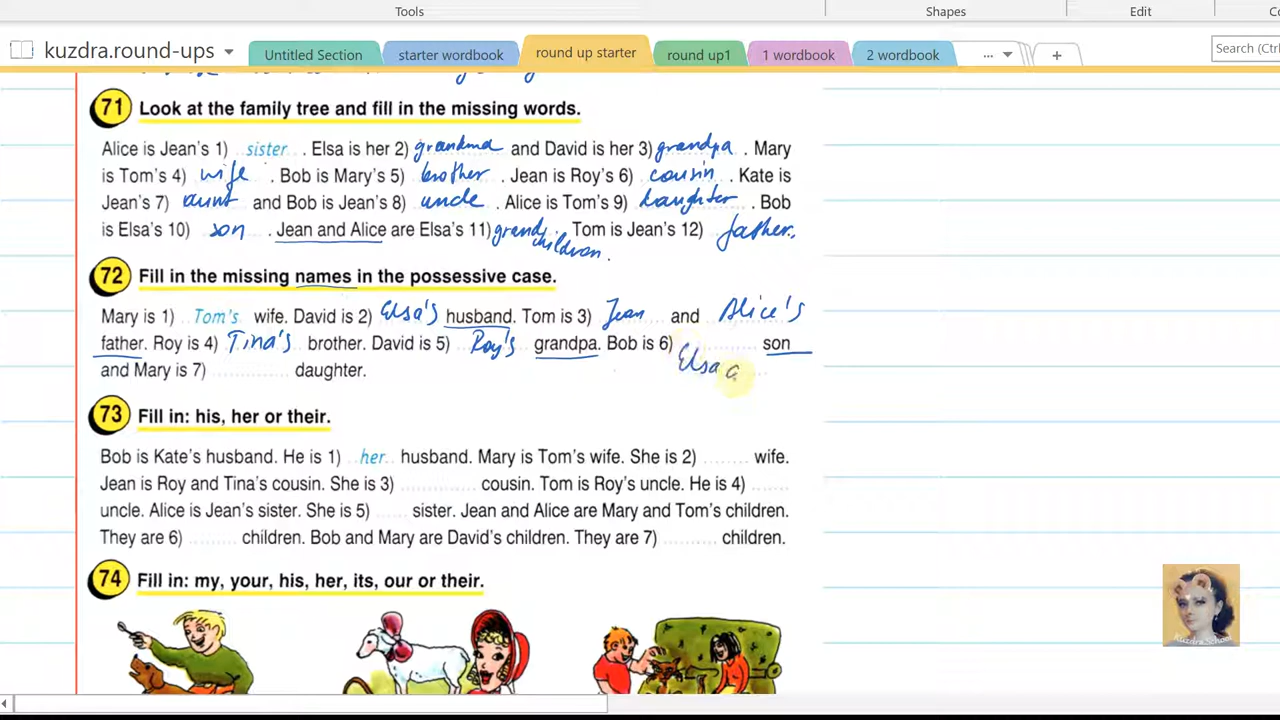 Tools Shapes Edit
kuzdra.round-ups Untitled Section starter wordbook round up starter round up1 1 wordbook 2 wordbook ... + Search (Ctr
71 Look at the family tree and fill in the missing words.
Alice is Jean's 1) sister . Elsa is her 2) grandma and David is her 3) grandpa . Mary
is Tom's 4) wife . Bob is Mary's 5) brother . Jean is Roy's 6) cousin . Kate is
Jean's 7) aunt and Bob is Jean's 8) uncle . Alice is Tom's 9) daughter . Bob
is Elsa's 10) son . Jean and Alice are Elsa's 11) grand . Tom is Jean's 12) father.
children.
72 Fill in the missing names in the possessive case.
Mary is 1) Tom's wife. David is 2) Elsa's husband. Tom is 3) Jean and Alice's
father. Roy is 4) Tina's brother. David is 5) Roy's grandpa. Bob is 6) son
Elsa a
and Mary is 7) daughter.
73 Fill in: his, her or their.
Bob is Kate's husband. He is 1) her husband. Mary is Tom's wife. She is 2) wife.
Jean is Roy and Tina's cousin. She is 3) cousin. Tom is Roy's uncle. He is 4)
uncle. Alice is Jean's sister. She is 5) sister. Jean and Alice are Mary and Tom's children.
They are 6) children. Bob and Mary are David's children. They are 7) children.
74 Fill in: my, your, his, her, its, our or their.
Kuzdra School